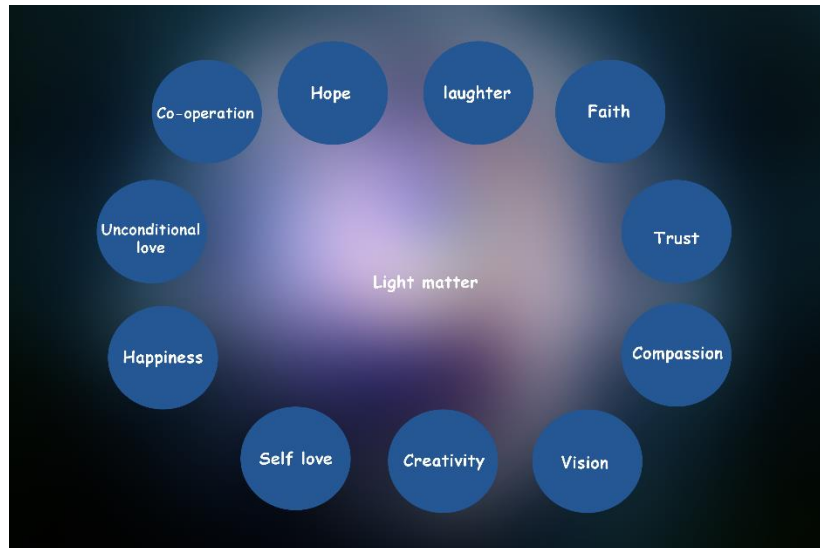 Hope
laughter
Co-operation
Faith
Unconditional
love
Trust
Light matter
Happiness
Compassion
Self love
Creativity
Vision